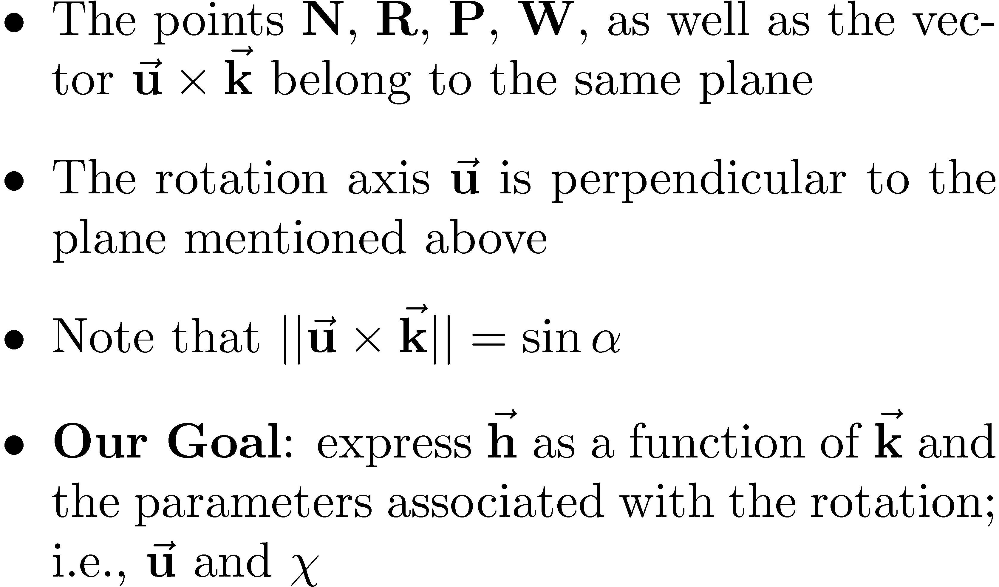 • The points N, R, P, W, as well as the vec-
tor $\vec{\mathbf{u}} \times \vec{\mathbf{k}}$ belong to the same plane
• The rotation axis $\vec{\mathbf{u}}$ is perpendicular to the
plane mentioned above
• Note that $||\vec{\mathbf{u}} \times \vec{\mathbf{k}}|| = \sin \alpha$
• Our Goal: express $\vec{\mathbf{h}}$ as a function of $\vec{\mathbf{k}}$ and
the parameters associated with the rotation;
i.e., $\vec{\mathbf{u}}$ and $\chi$